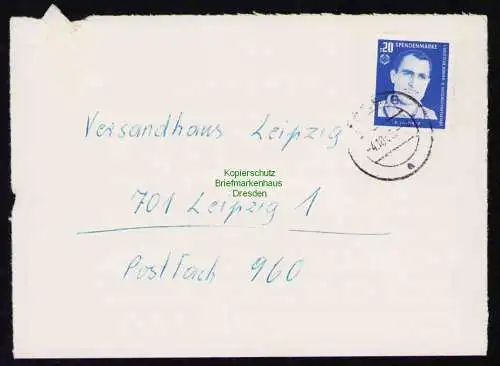 20 SPENDENMARKE
Versandhaus Leipzig
Kopierschutz
Briefmarkenhaus
Dresden
701 Leipzig 1
Postfach 960